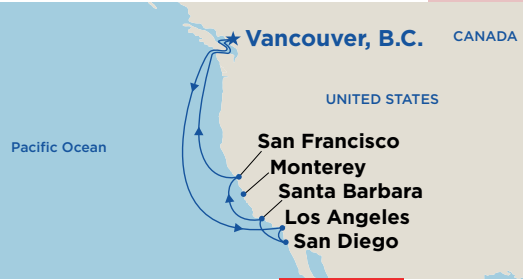 Vancouver, B.C.
CANADA
UNITED STATES
Pacific Ocean
San Francisco
Monterey
Santa Barbara
Los Angeles
San Diego